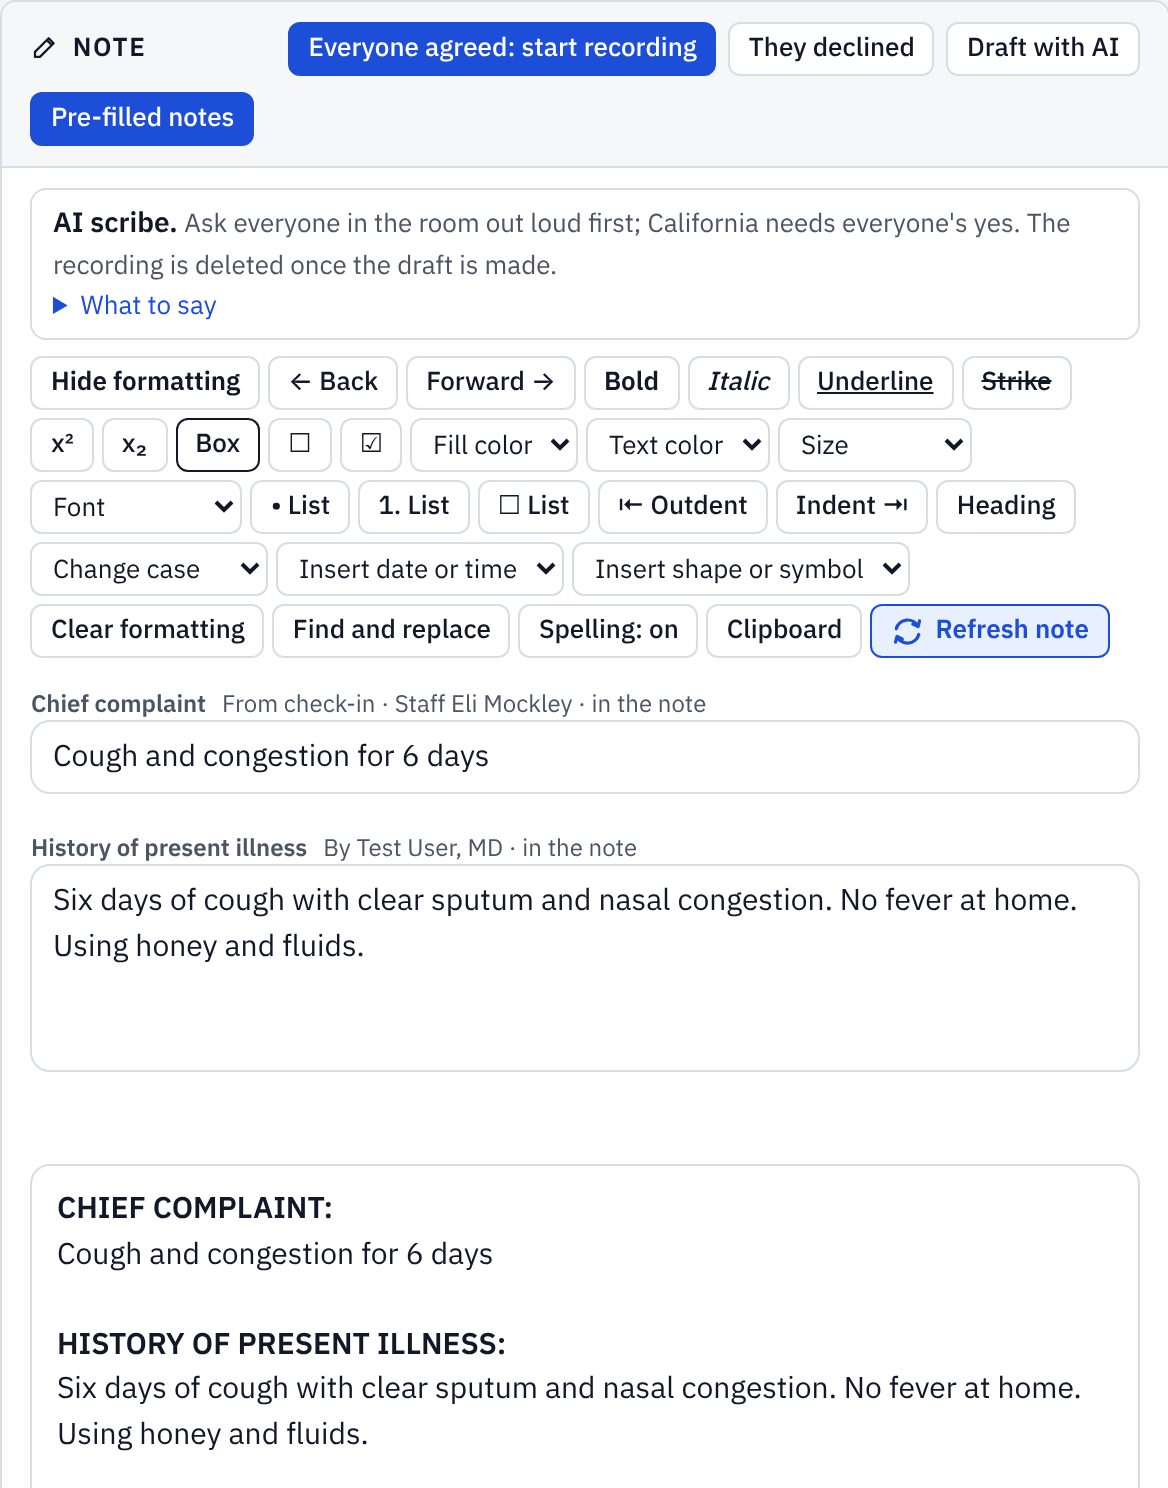 NOTE
Everyone agreed: start recording
They declined
Draft with AI
Pre-filled notes
AI scribe. Ask everyone in the room out loud first; California needs everyone's yes. The
recording is deleted once the draft is made.
▶ What to say
Hide formatting ← Back Forward → Bold Italic Underline Strike
x² x₂ Box ☐ ☑ Fill color Text color Size
Font • List 1. List ☐ List ⇤ Outdent Indent ⇥ Heading
Change case Insert date or time Insert shape or symbol
Clear formatting Find and replace Spelling: on Clipboard Refresh note
Chief complaint From check-in · Staff Eli Mockley · in the note
Cough and congestion for 6 days
History of present illness By Test User, MD · in the note
Six days of cough with clear sputum and nasal congestion. No fever at home.
Using honey and fluids.
CHIEF COMPLAINT:
Cough and congestion for 6 days
HISTORY OF PRESENT ILLNESS:
Six days of cough with clear sputum and nasal congestion. No fever at home.
Using honey and fluids.